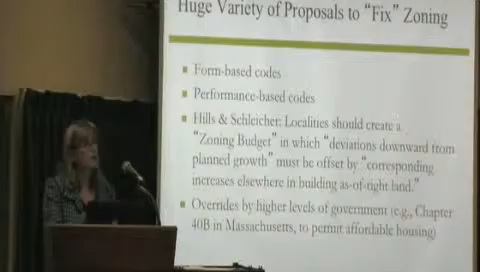 Huge Variety of Proposals to “Fix” Zoning
Form-based codes
Performance-based codes
Hills & Schleicher: Localities should create a
“Zoning Budget” in which “deviations downward from
planned growth” must be offset by “corresponding
increases elsewhere in building as-of-right land.”
Overrides by higher levels of government (e.g., Chapter
40B in Massachusetts, to permit affordable housing)